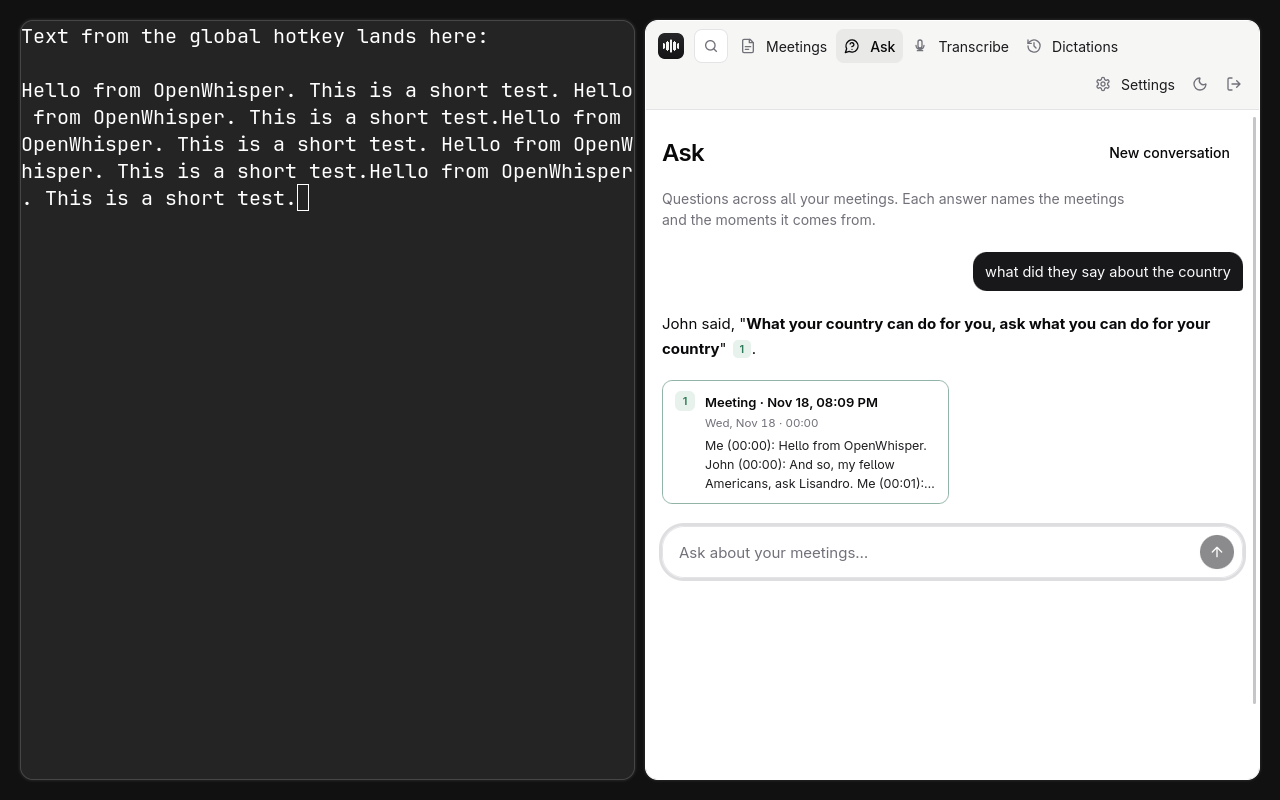 Text from the global hotkey lands here:
Hello from OpenWhisper. This is a short test. Hello
from OpenWhisper. This is a short test.Hello from
OpenWhisper. This is a short test. Hello from OpenW
hisper. This is a short test.Hello from OpenWhisper
. This is a short test.
Meetings
Ask
Transcribe
Dictations
Settings
Ask
New conversation
Questions across all your meetings. Each answer names the meetings
and the moments it comes from.
what did they say about the country
John said, "What your country can do for you, ask what you can do for your
country" 1.
1 Meeting · Nov 18, 08:09 PM
Wed, Nov 18 · 00:00
Me (00:00): Hello from OpenWhisper.
John (00:00): And so, my fellow
Americans, ask Lisandro. Me (00:01):...
Ask about your meetings...